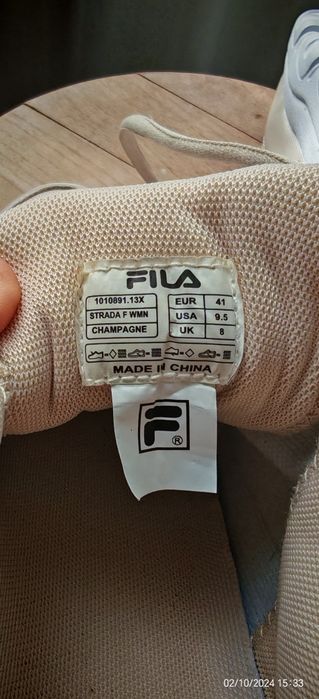 FILA
1010891.13X
STRADA F WMN
CHAMPAGNE
EUR 41
USA 9.5
UK 8
MADE IN CHINA
F ®
02/10/2024 15:33